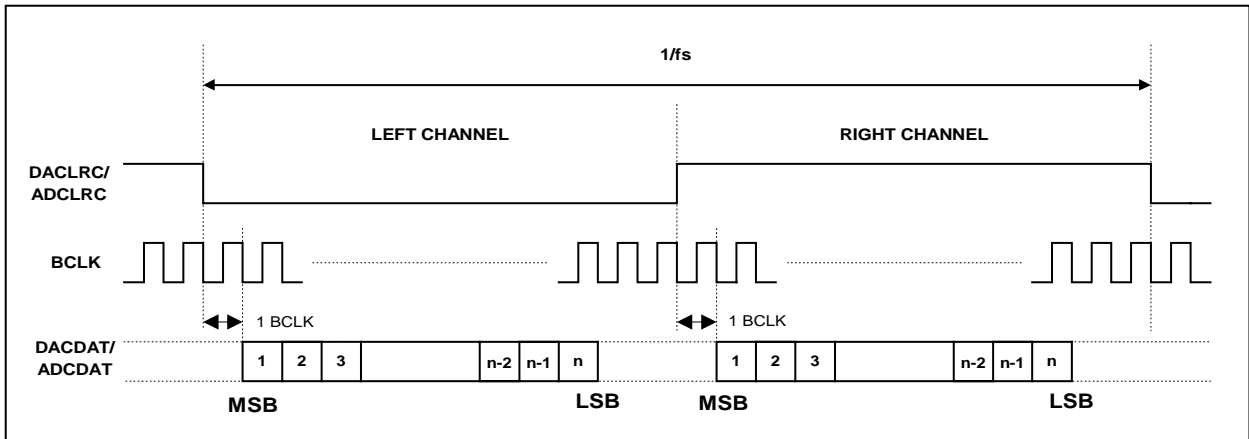 1/fs
LEFT CHANNEL
RIGHT CHANNEL
DACLRC/
ADCLRC
BCLK
1 BCLK
1 BCLK
DACDAT/
ADCDAT
1 2 3 n-2 n-1 n
1 2 3 n-2 n-1 n
MSB
LSB
MSB
LSB